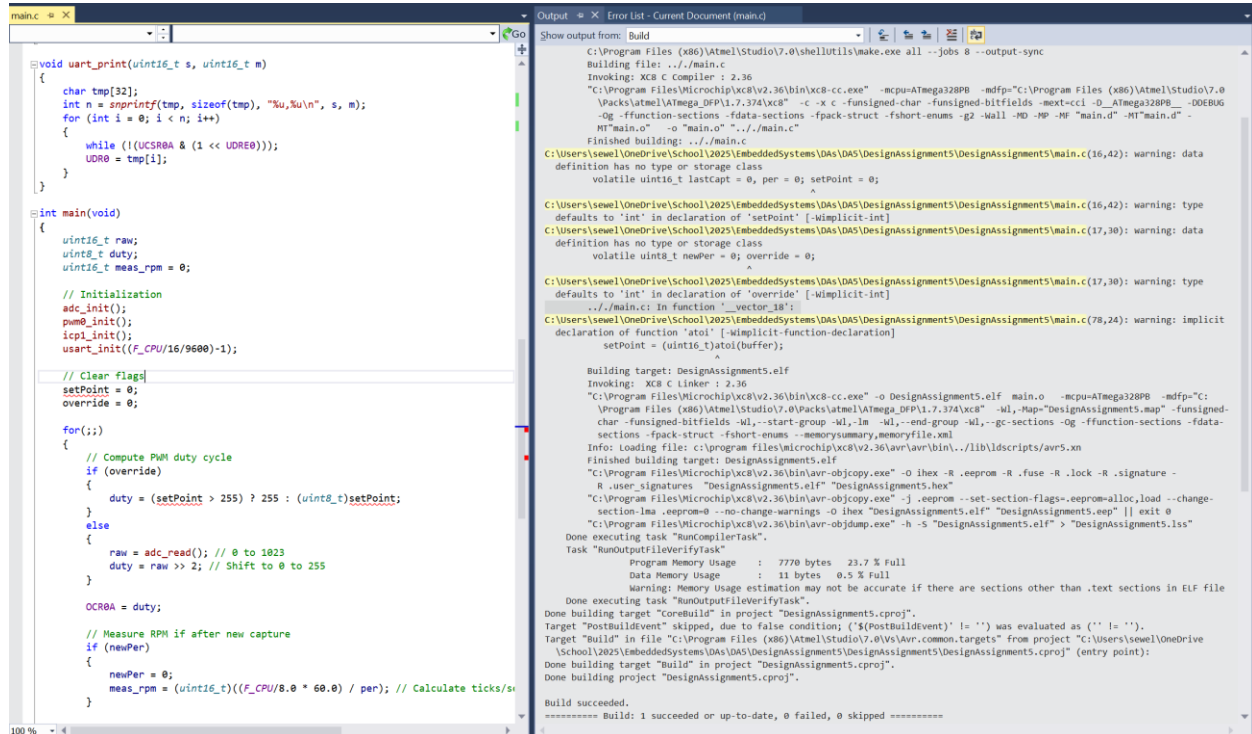 main.c
Output Error List - Current Document (main.c)
Go
Show output from: Build
void uart_print(uint16_t s, uint16_t m)
{
char tmp[32];
int n = snprintf(tmp, sizeof(tmp), "%u,%u\n", s, m);
for (int i = 0; i < n; i++)
{
while (!(UCSR0A & (1 << UDRE0)));
UDR0 = tmp[i];
}
}
int main(void)
{
uint16_t raw;
uint8_t duty;
uint16_t meas_rpm = 0;
// Initialization
adc_init();
pwm0_init();
icp1_init();
usart_init((F_CPU/16/9600)-1);
// Clear flags
setPoint = 0;
override = 0;
for(;;)
{
// Compute PWM duty cycle
if (override)
{
duty = (setPoint > 255) ? 255 : (uint8_t)setPoint;
}
else
{
raw = adc_read(); // 0 to 1023
duty = raw >> 2; // Shift to 0 to 255
}
OCR0A = duty;
// Measure RPM if after new capture
if (newPer)
{
newPer = 0;
meas_rpm = (uint16_t)((F_CPU/8.0 * 60.0) / per); // Calculate ticks/s
}
100 %
C:\Program Files (x86)\Atmel\Studio\7.0\shellUtils\make.exe all --jobs 8 --output-sync
Building file: .././main.c
Invoking: XC8 C Compiler : 2.36
"C:\Program Files\Microchip\xc8\v2.36\bin\xc8-cc.exe" -mcpu=ATmega328PB -mdfp="C:\Program Files (x86)\Atmel\Studio\7.0
\Packs\atmel\ATmega_DFP\1.7.374\xc8" -c -x c -funsigned-char -funsigned-bitfields -mext=cci -D__ATmega328PB__ -DDEBUG
-Og -ffunction-sections -fdata-sections -fpack-struct -fshort-enums -g2 -Wall -MD -MP -MF "main.d" -MT"main.d" -
MT"main.o" -o "main.o" ".././main.c"
Finished building: .././main.c
C:\Users\sewel\OneDrive\School\2025\EmbeddedSystems\DAs\DA5\DesignAssignment5\DesignAssignment5\main.c(16,42): warning: data
definition has no type or storage class
volatile uint16_t lastCapt = 0, per = 0; setPoint = 0;
^
C:\Users\sewel\OneDrive\School\2025\EmbeddedSystems\DAs\DA5\DesignAssignment5\DesignAssignment5\main.c(16,42): warning: type
defaults to 'int' in declaration of 'setPoint' [-Wimplicit-int]
C:\Users\sewel\OneDrive\School\2025\EmbeddedSystems\DAs\DA5\DesignAssignment5\DesignAssignment5\main.c(17,30): warning: data
definition has no type or storage class
volatile uint8_t newPer = 0; override = 0;
^
C:\Users\sewel\OneDrive\School\2025\EmbeddedSystems\DAs\DA5\DesignAssignment5\DesignAssignment5\main.c(17,30): warning: type
defaults to 'int' in declaration of 'override' [-Wimplicit-int]
.././main.c: In function '__vector_18':
C:\Users\sewel\OneDrive\School\2025\EmbeddedSystems\DAs\DA5\DesignAssignment5\DesignAssignment5\main.c(78,24): warning: implicit
declaration of function 'atoi' [-Wimplicit-function-declaration]
setPoint = (uint16_t)atoi(buffer);
^
Building target: DesignAssignment5.elf
Invoking: XC8 C Linker : 2.36
"C:\Program Files\Microchip\xc8\v2.36\bin\xc8-cc.exe" -o DesignAssignment5.elf main.o -mcpu=ATmega328PB -mdfp="C:
\Program Files (x86)\Atmel\Studio\7.0\Packs\atmel\ATmega_DFP\1.7.374\xc8" -Wl,-Map="DesignAssignment5.map" -funsigned-
char -funsigned-bitfields -Wl,--start-group -Wl,-lm -Wl,--end-group -Wl,--gc-sections -Og -ffunction-sections -fdata-
sections -fpack-struct -fshort-enums --memorysummary,memoryfile.xml
Info: Loading file: c:\program files\microchip\xc8\v2.36\avr\avr\bin\../lib\ldscripts/avr5.xn
Finished building target: DesignAssignment5.elf
"C:\Program Files\Microchip\xc8\v2.36\bin\avr-objcopy.exe" -O ihex -R .eeprom -R .fuse -R .lock -R .signature -
R .user_signatures "DesignAssignment5.elf" "DesignAssignment5.hex"
"C:\Program Files\Microchip\xc8\v2.36\bin\avr-objcopy.exe" -j .eeprom --set-section-flags=.eeprom=alloc,load --change-
section-lma .eeprom=0 --no-change-warnings -O ihex "DesignAssignment5.elf" "DesignAssignment5.eep" || exit 0
"C:\Program Files\Microchip\xc8\v2.36\bin\avr-objdump.exe" -h -S "DesignAssignment5.elf" > "DesignAssignment5.lss"
Done executing task "RunCompilerTask".
Task "RunOutputFileVerifyTask"
Program Memory Usage : 7770 bytes 23.7 % Full
Data Memory Usage : 11 bytes 0.5 % Full
Warning: Memory Usage estimation may not be accurate if there are sections other than .text sections in ELF file
Done executing task "RunOutputFileVerifyTask".
Done building target "CoreBuild" in project "DesignAssignment5.cproj".
Target "PostBuildEvent" skipped, due to false condition; ('$(PostBuildEvent)' != '') was evaluated as ('' != '').
Target "Build" in file "C:\Program Files (x86)\Atmel\Studio\7.0\Vs\Avr.common.targets" from project "C:\Users\sewel\OneDrive
\School\2025\EmbeddedSystems\DAs\DA5\DesignAssignment5\DesignAssignment5\DesignAssignment5.cproj" (entry point):
Done building target "Build" in project "DesignAssignment5.cproj".
Done building project "DesignAssignment5.cproj".
Build succeeded.
========== Build: 1 succeeded or up-to-date, 0 failed, 0 skipped ==========